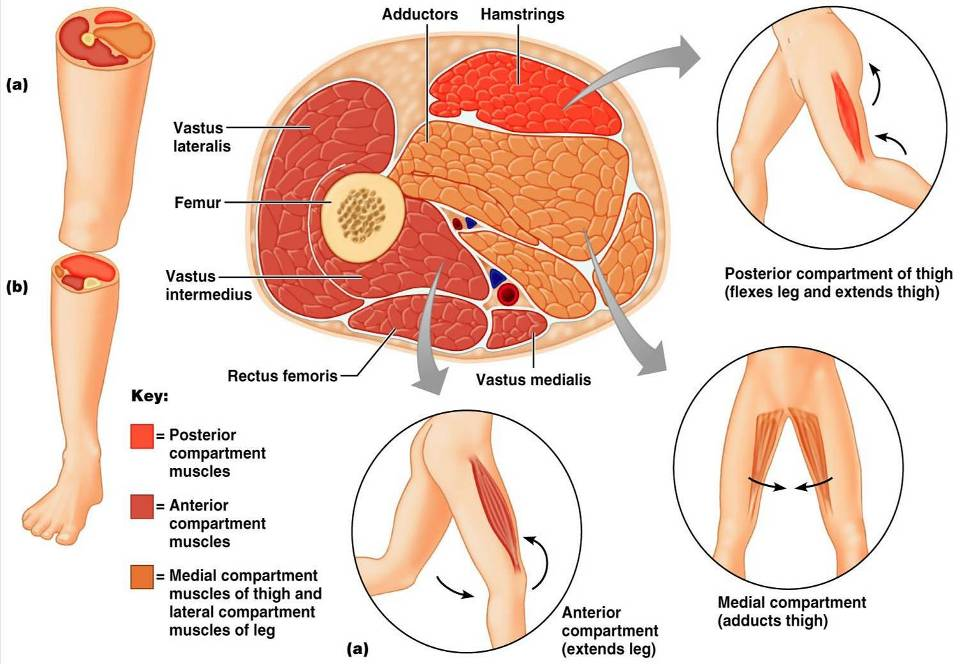 Adductors
Hamstrings
(a)
Vastus
lateralis
Femur
(b)
Vastus
intermedius
Posterior compartment of thigh
(flexes leg and extends thigh)
Rectus femoris
Vastus medialis
Key:
= Posterior
compartment
muscles
= Anterior
compartment
muscles
= Medial compartment
muscles of thigh and
lateral compartment
muscles of leg
(a)
Anterior
compartment
(extends leg)
Medial compartment
(adducts thigh)